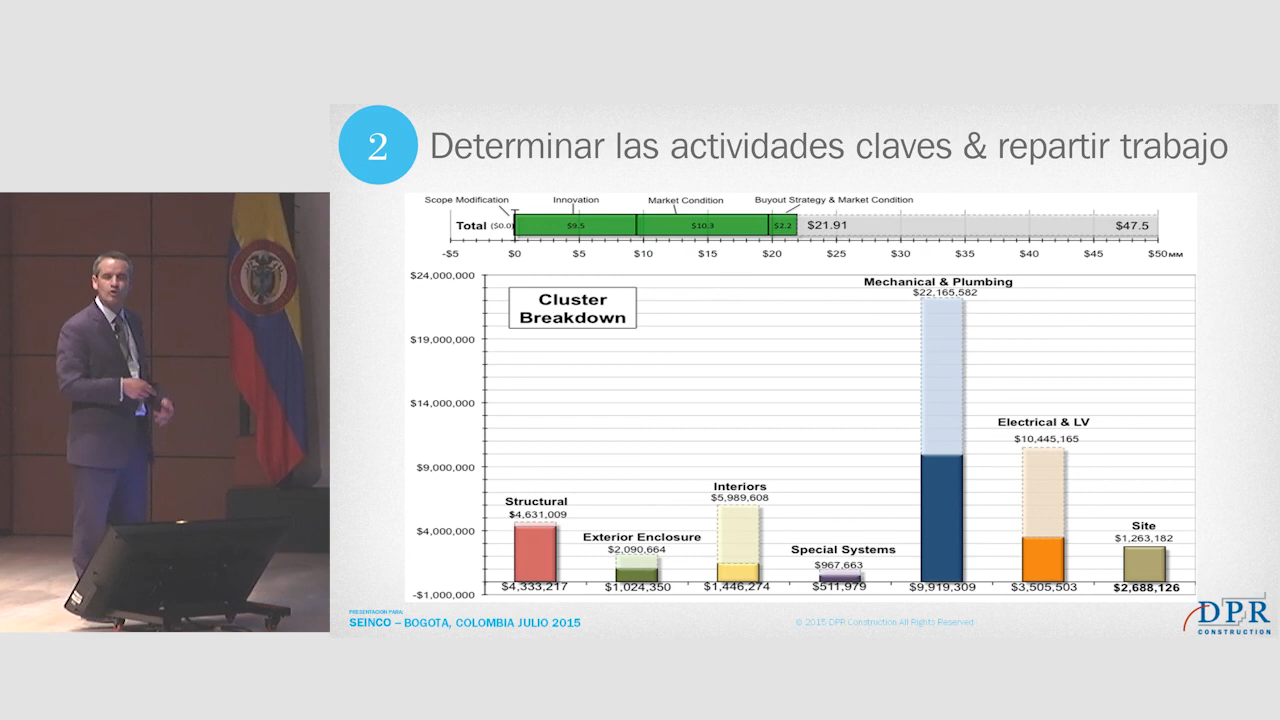 2
Determinar las actividades claves & repartir trabajo
Scope Modification
Innovation
Market Condition
Buyout Strategy & Market Condition
Total ($0.0)
$9.5
$10.3
$2.2
$21.91
$47.5
-$5 $0 $5 $10 $15 $20 $25 $30 $35 $40 $45 $50MM
Cluster
Breakdown
$24,000,000
$19,000,000
$14,000,000
$9,000,000
$4,000,000
-$1,000,000
Structural
$4,631,009
$4,333,217
Exterior Enclosure
$2,090,664
$1,024,350
Interiors
$5,989,608
$1,446,274
Special Systems
$967,663
$511,979
Mechanical & Plumbing
$22,165,582
$9,919,309
Electrical & LV
$10,445,165
$3,505,503
Site
$1,263,182
$2,688,126
PRESENTACION PARA:
SEINCO – BOGOTA, COLOMBIA JULIO 2015
© 2015 DPR Construction All Rights Reserved
DPR
CONSTRUCTION